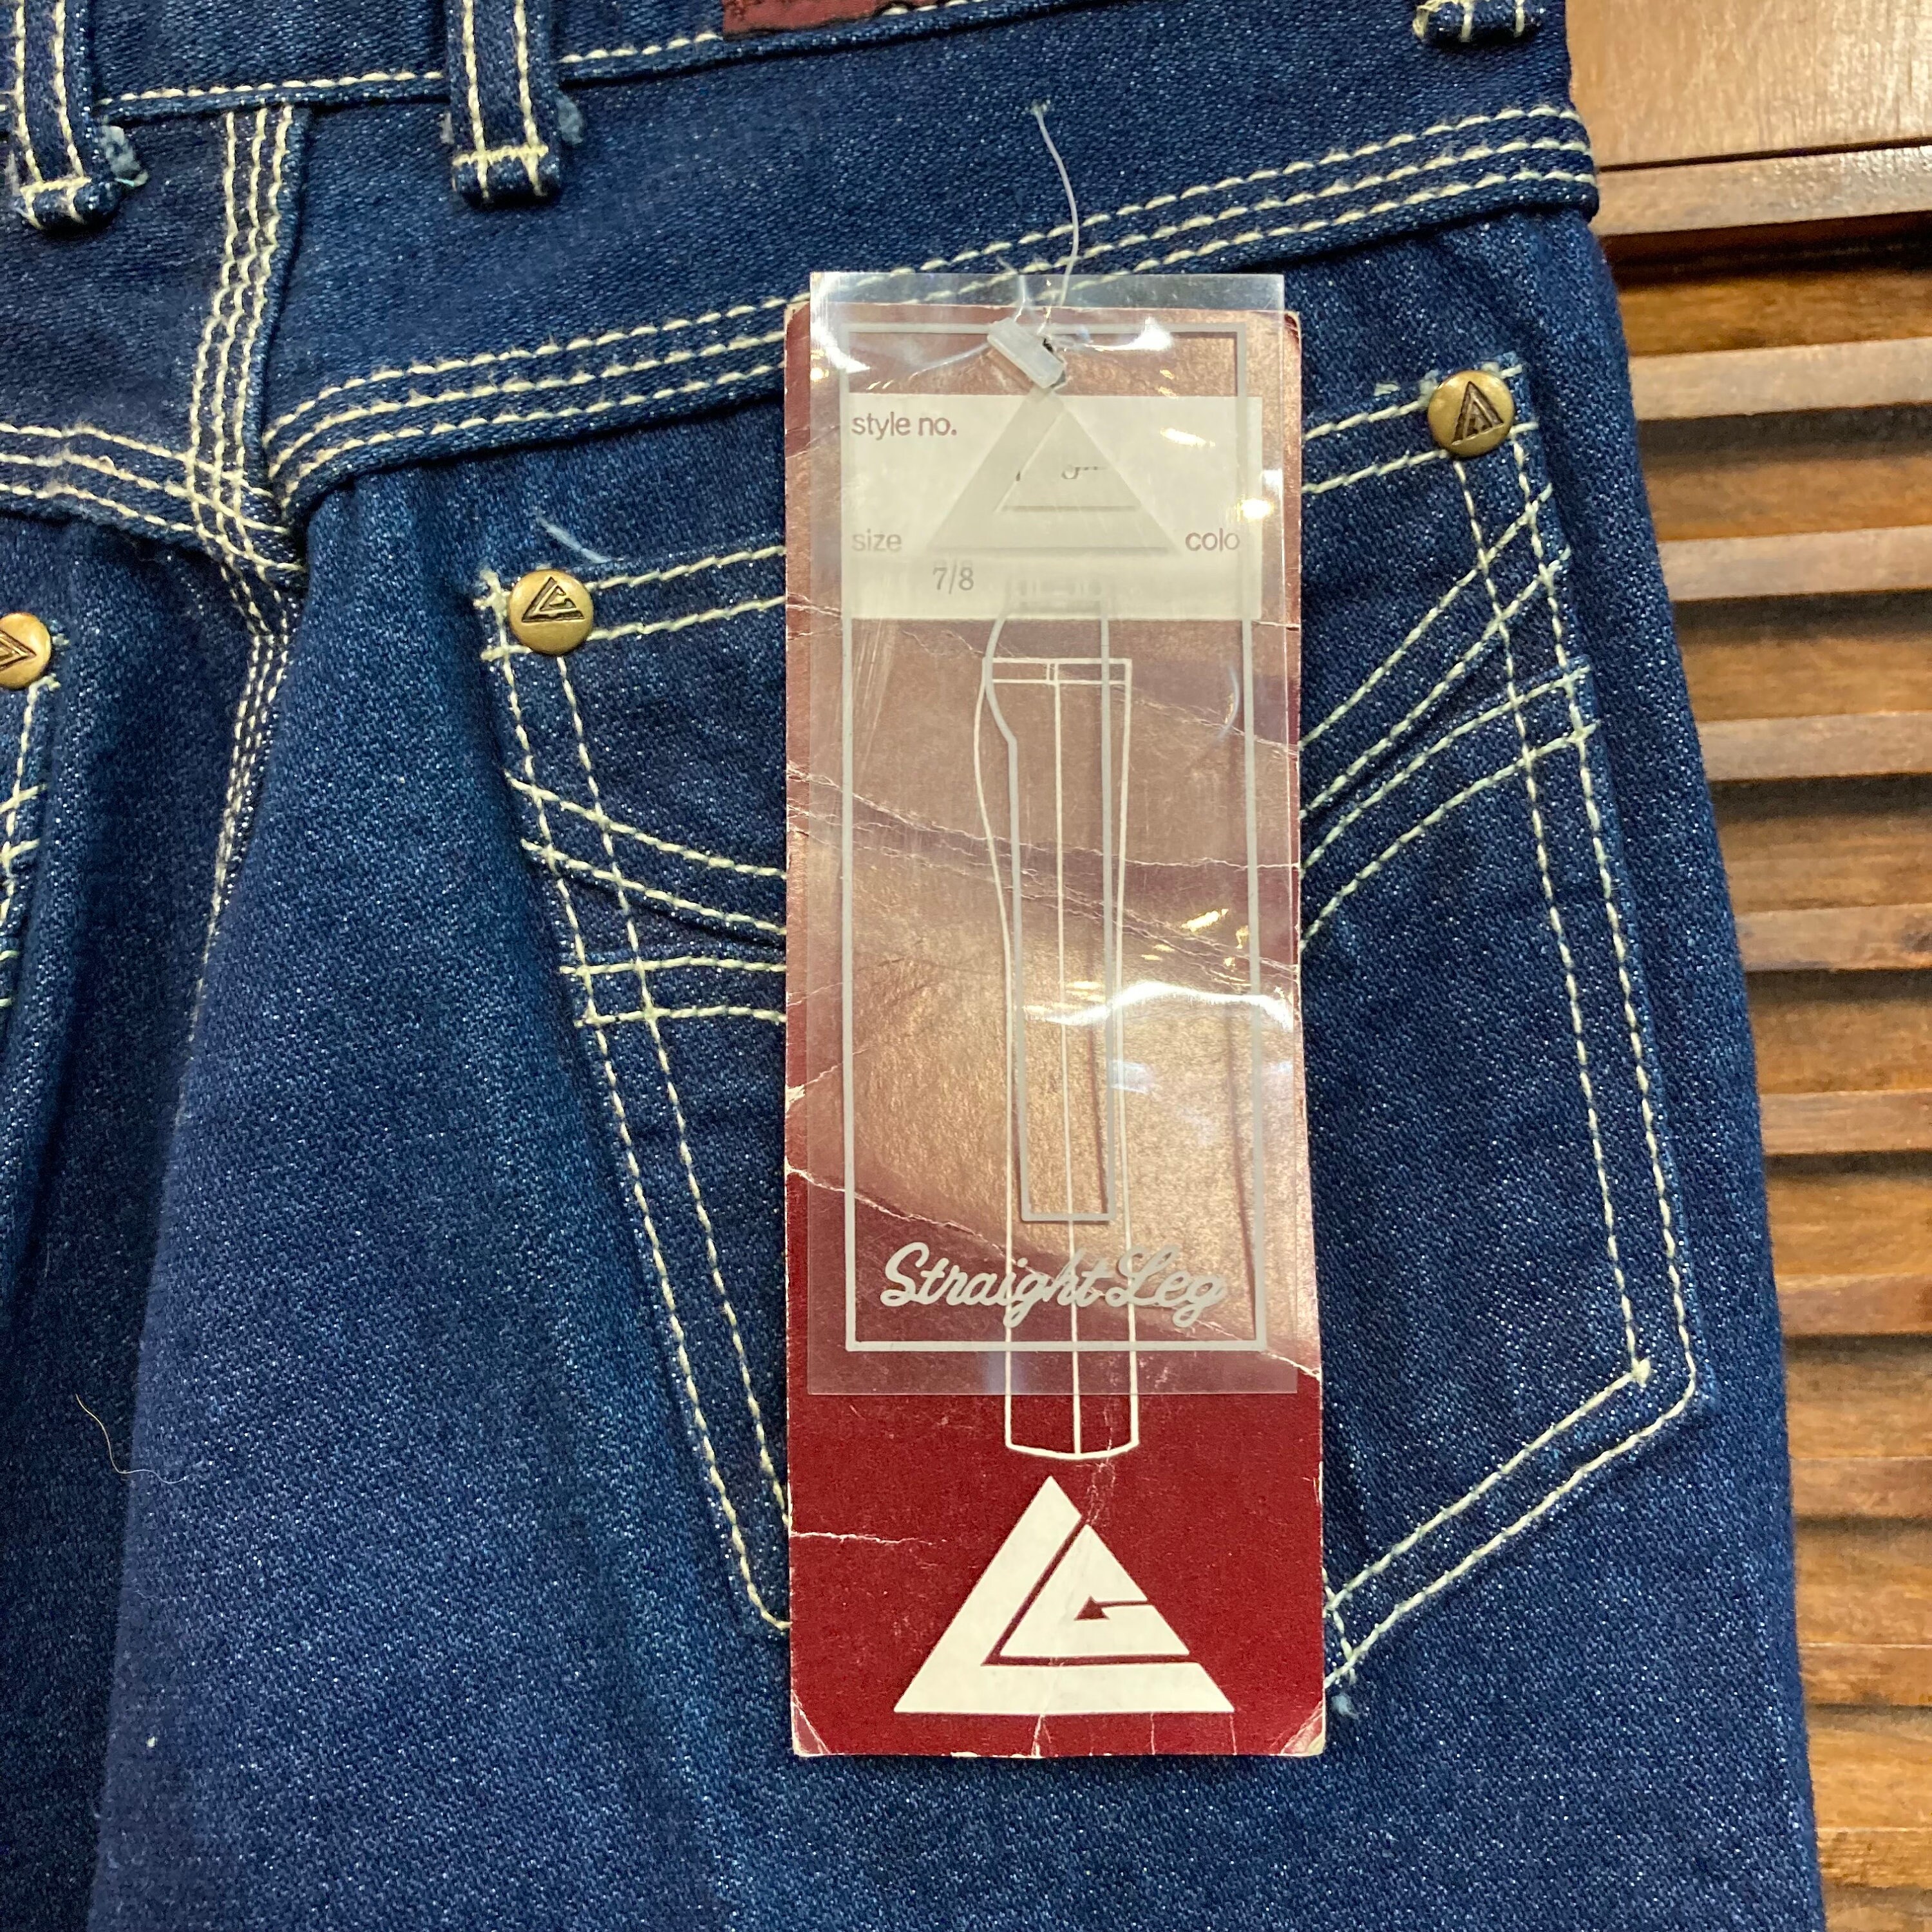 style no.
size
colo
7/8
Straight Leg